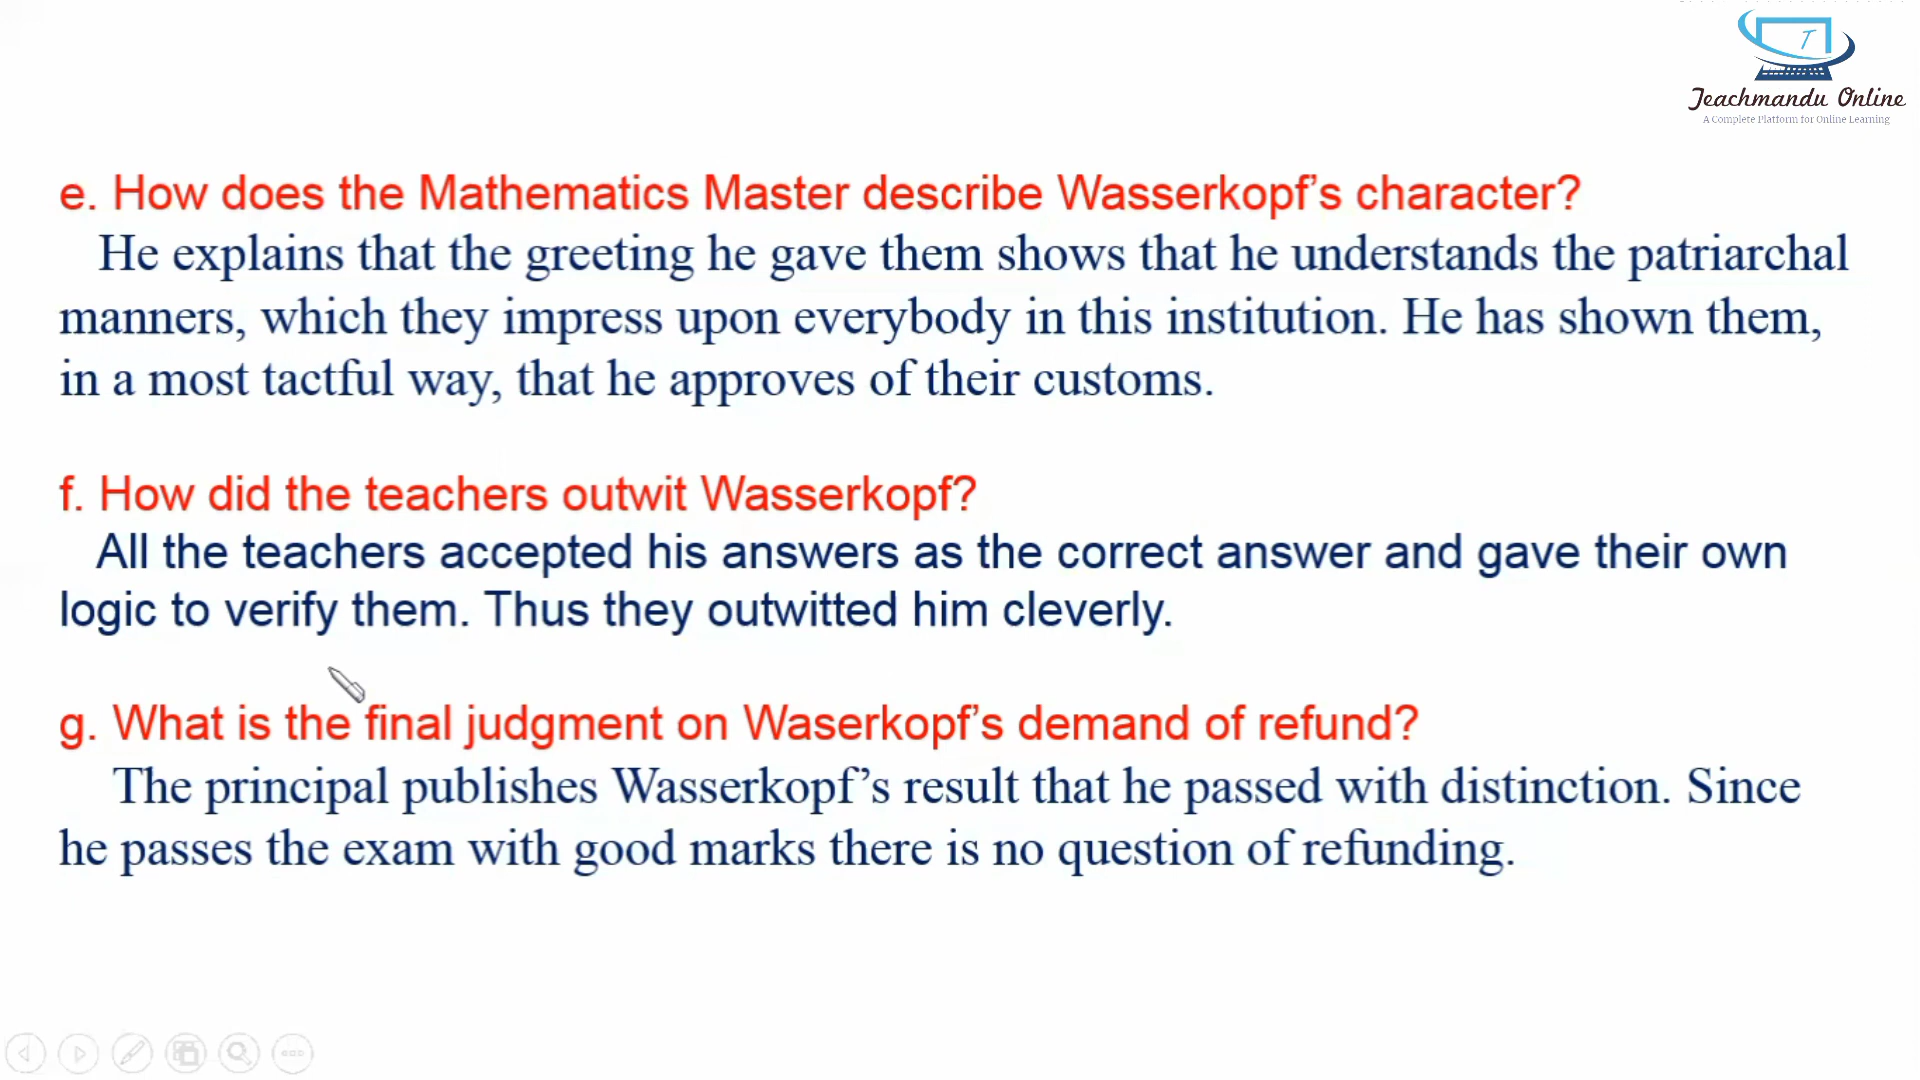 T
Teachmandu Online
A Complete Platform for Online Learning
e. How does the Mathematics Master describe Wasserkopf’s character?
He explains that the greeting he gave them shows that he understands the patriarchal
manners, which they impress upon everybody in this institution. He has shown them,
in a most tactful way, that he approves of their customs.
f. How did the teachers outwit Wasserkopf?
All the teachers accepted his answers as the correct answer and gave their own
logic to verify them. Thus they outwitted him cleverly.
g. What is the final judgment on Waserkopf’s demand of refund?
The principal publishes Wasserkopf’s result that he passed with distinction. Since
he passes the exam with good marks there is no question of refunding.